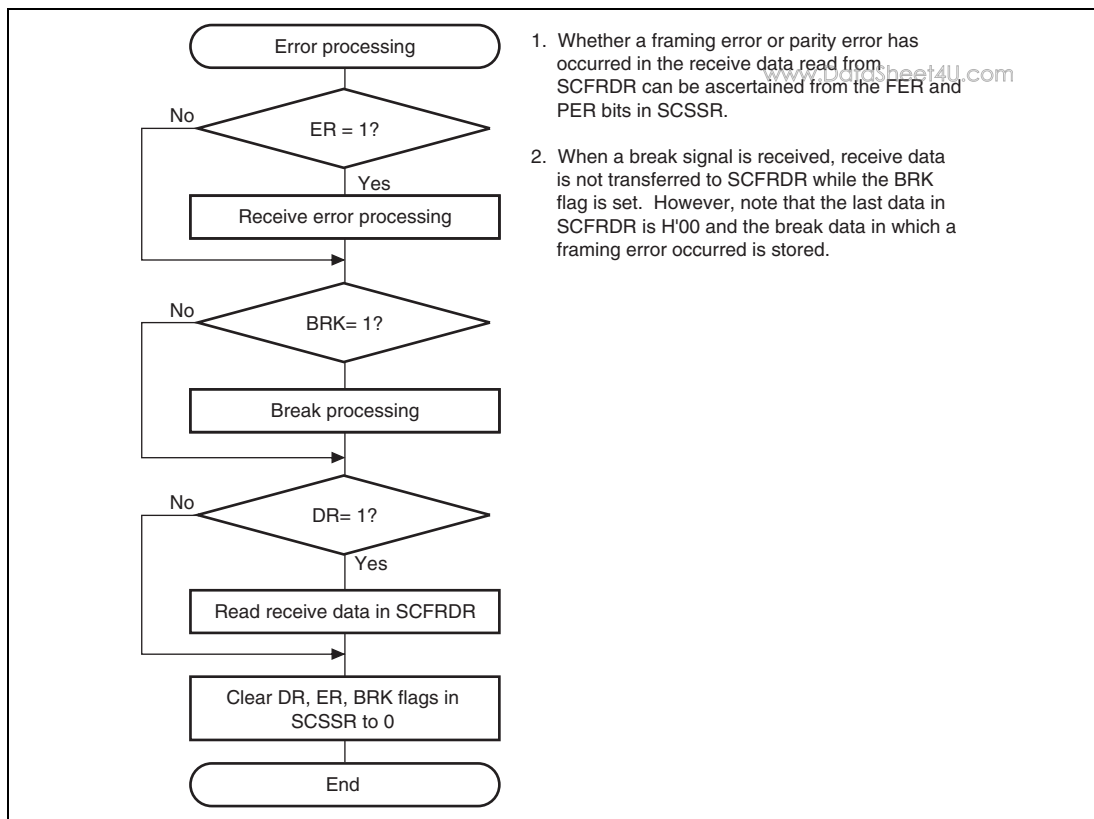 Error processing
No
ER = 1?
Yes
Receive error processing
No
BRK= 1?
Break processing
No
DR= 1?
Yes
Read receive data in SCFRDR
Clear DR, ER, BRK flags in
SCSSR to 0
End
1. Whether a framing error or parity error has
occurred in the receive data read from
www.DataSheet4U.com
SCFRDR can be ascertained from the FER and
PER bits in SCSSR.
2. When a break signal is received, receive data
is not transferred to SCFRDR while the BRK
flag is set. However, note that the last data in
SCFRDR is H'00 and the break data in which a
framing error occurred is stored.